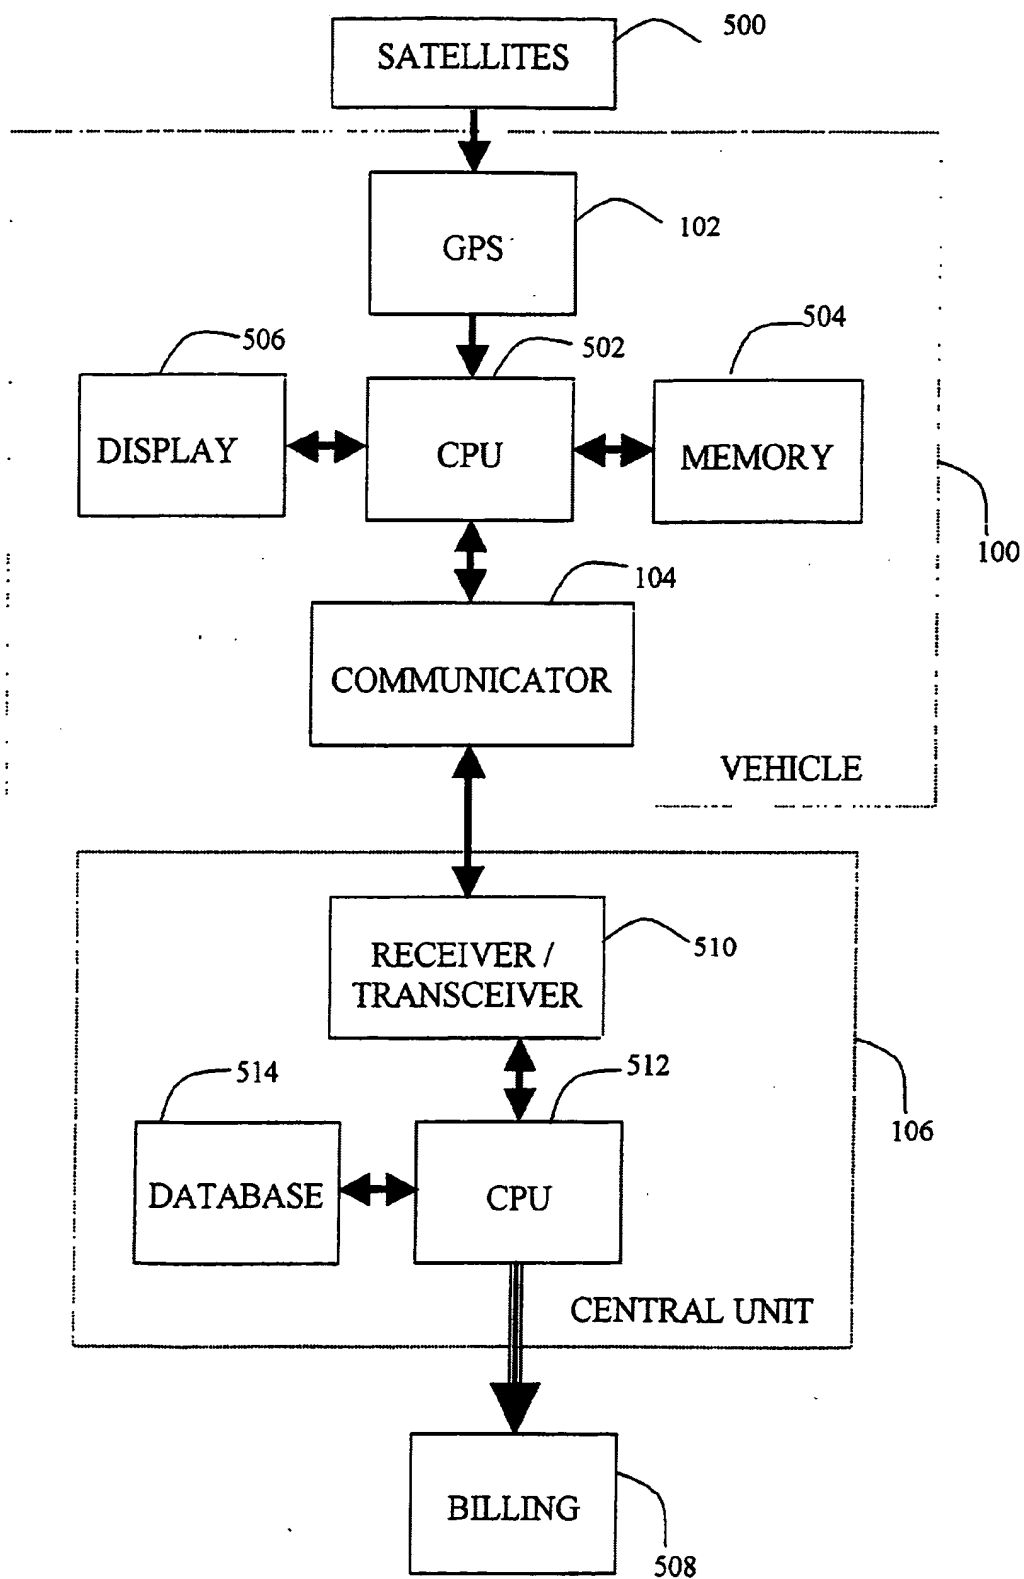 500
SATELLITES
102
GPS
506
502
504
DISPLAY
CPU
MEMORY
100
104
COMMUNICATOR
VEHICLE
RECEIVER /
TRANSCEIVER
510
514
512
106
DATABASE
CPU
CENTRAL UNIT
BILLING
508